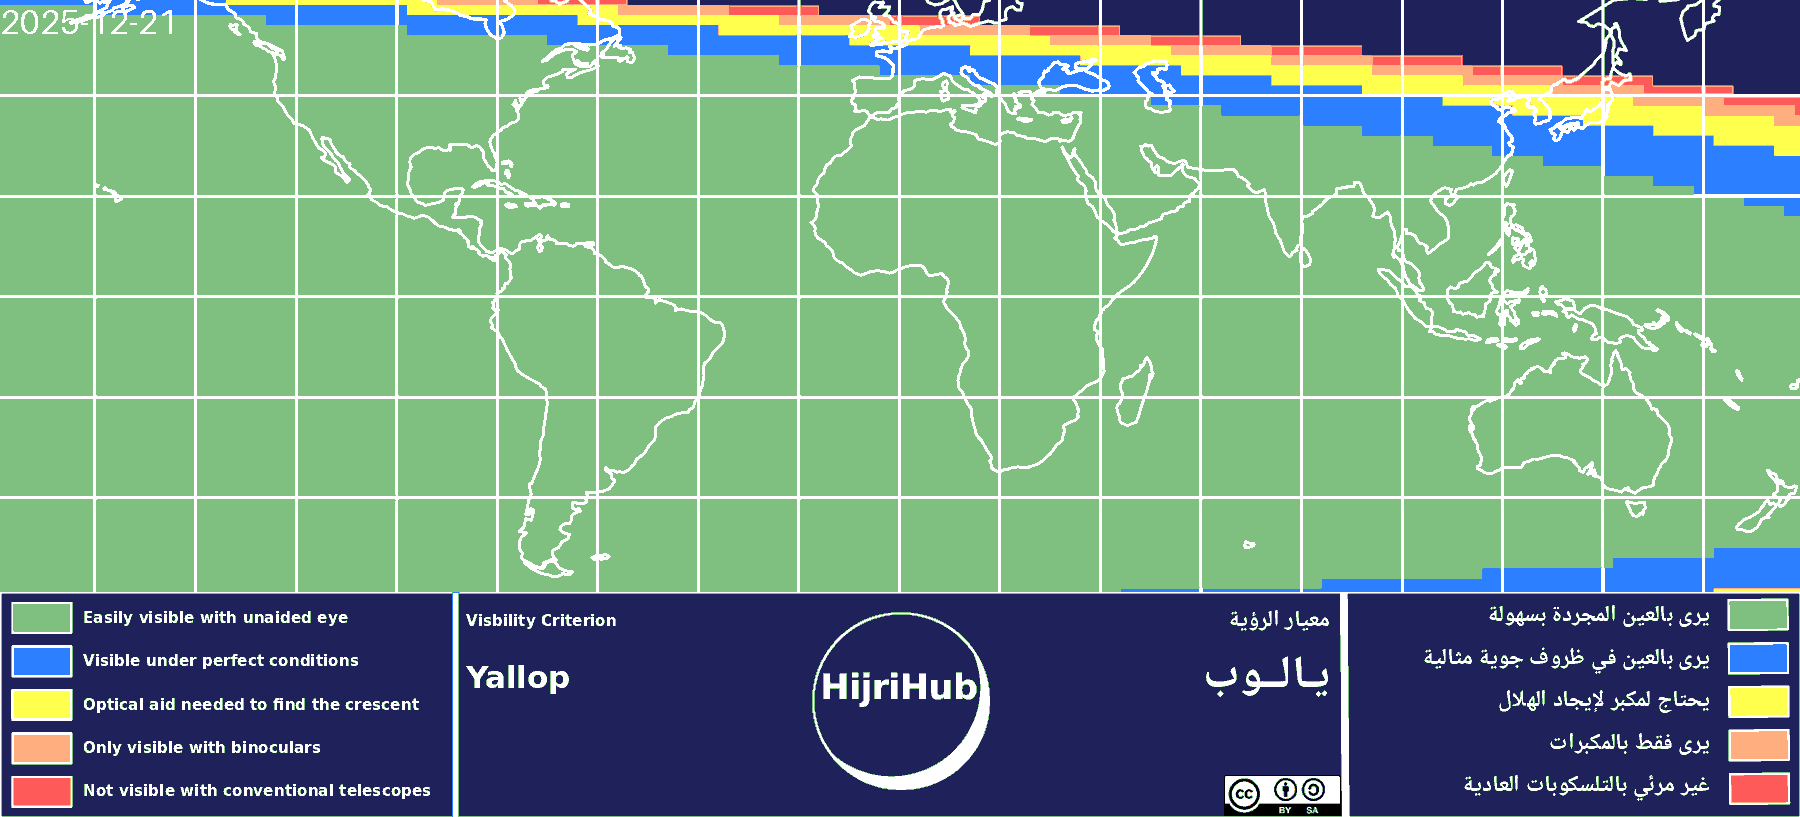 2025-12-21
Easily visible with unaided eye
Visible under perfect conditions
Optical aid needed to find the crescent
Only visible with binoculars
Not visible with conventional telescopes
Visbility Criterion
Yallop
HijriHub
معيار الرؤية
يـالـوب
cc
BY SA
يرى بالعين المجردة بسهولة
يرى بالعين في ظروف جوية مثالية
يحتاج لمكبر لإيجاد الهلال
يرى فقط بالمكبرات
غير مرئي بالتلسكوبات العادية